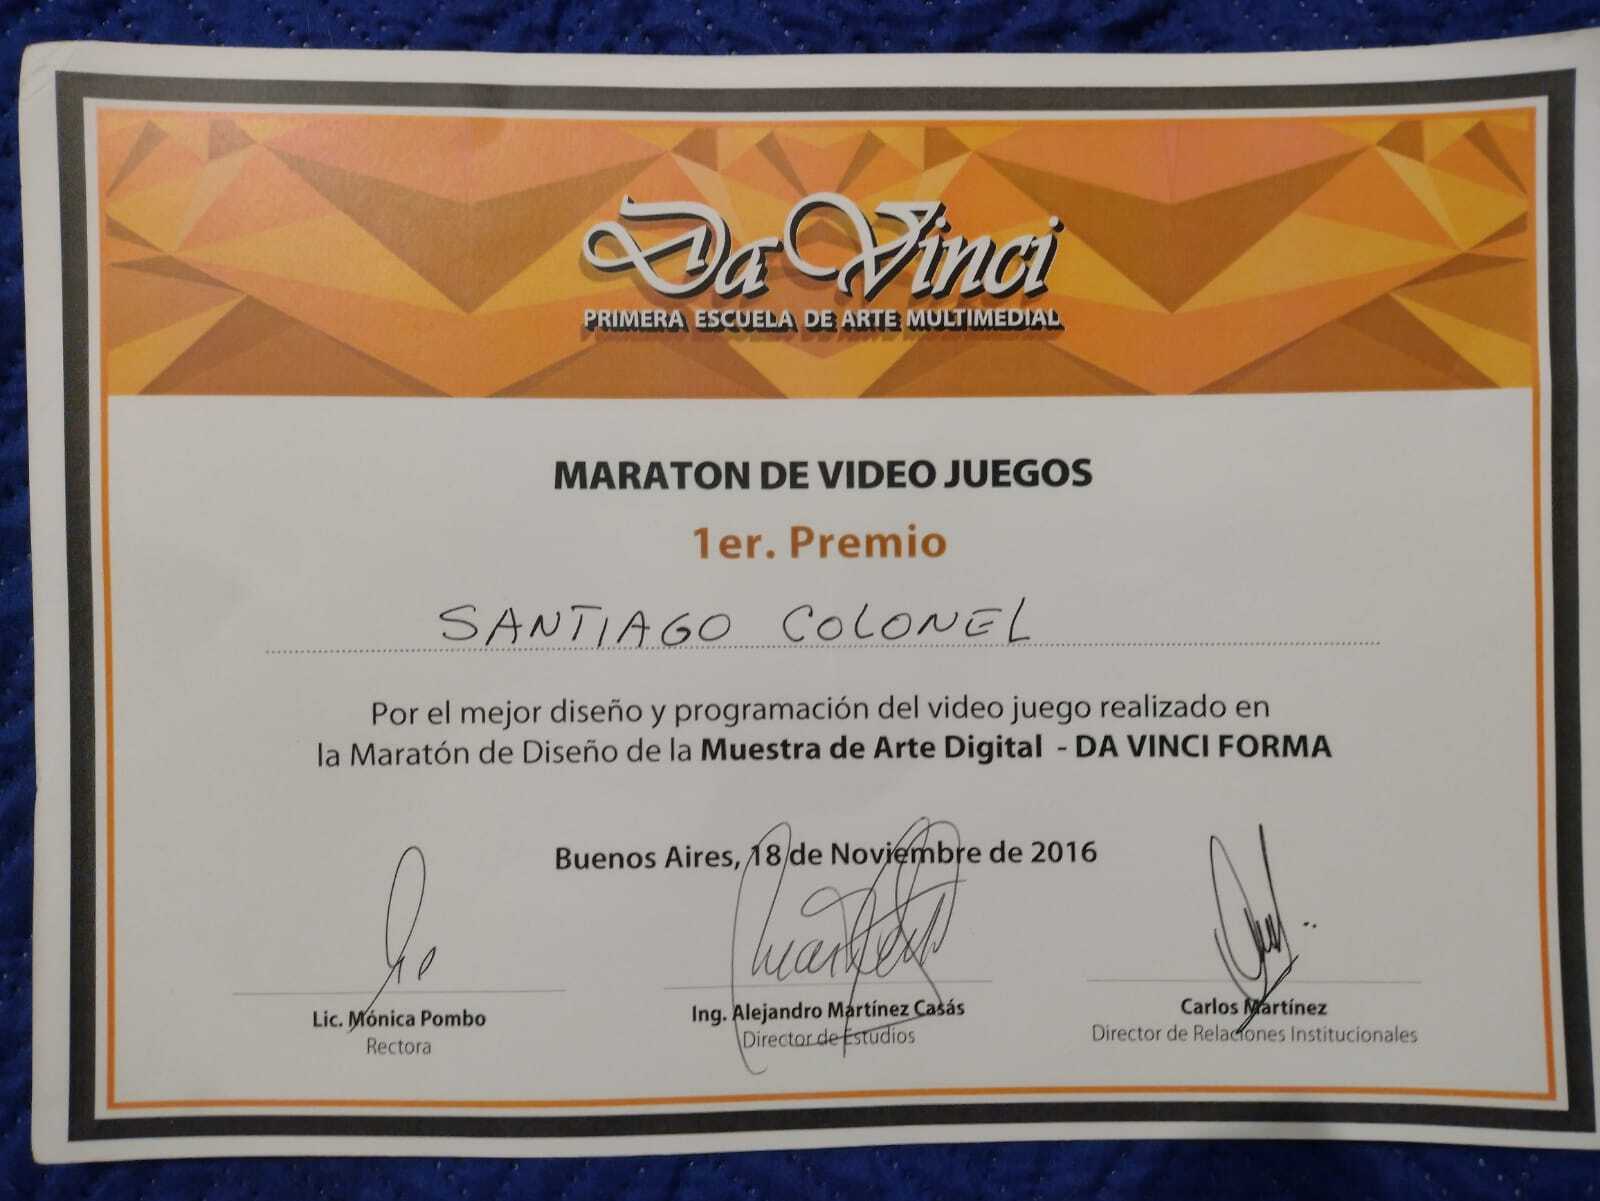 Da Vinci
PRIMERA ESCUELA DE ARTE MULTIMEDIAL
MARATON DE VIDEO JUEGOS
1er. Premio
SANTIAGO COLONEL
Por el mejor diseño y programación del video juego realizado en
la Maratón de Diseño de la Muestra de Arte Digital - DA VINCI FORMA
Buenos Aires, 18 de Noviembre de 2016
Lic. Mónica Pombo
Rectora
Ing. Alejandro Martínez Casás
Director de Estudios
Carlos Martínez
Director de Relaciones Institucionales